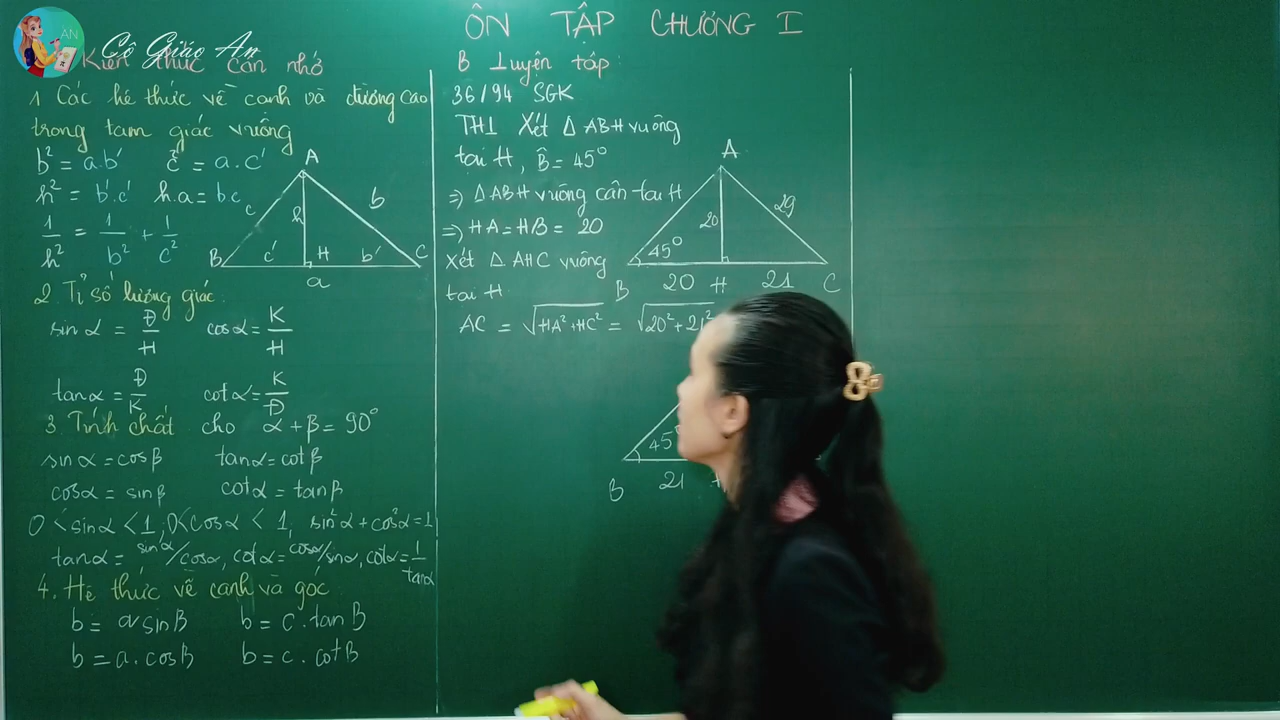 ÔN TẬP CHƯƠNG I
AN
Cô Giáo An
Kiến thức cần nhớ
1 Các hệ thức về cạnh và đường cao
trong tam giác vuông
b² = a.b' c² = a.c'
h² = b'.c' h.a = bc
1/h² = 1/b² + 1/c²
A
c h b
B c' H b' C
a
2. Tỉ số lượng giác.
sin α = Đ/H cos α = K/H
tan α = Đ/K cot α = K/Đ
3. Tính chất cho α + β = 90°
sin α = cos β tan α = cot β
cos α = sin β cot α = tan β
0 < sin α < 1, 0 < cos α < 1, sin²α + cos²α = 1
tan α = sin α/cos α, cot α = cos α/sin α, cot α = 1/tan α
4. Hệ thức về cạnh và góc
b = a sin B b = c.tan B
b = a.cos B b = c.cot B
B Luyện tập:
36/94 SGK
TH1 Xét Δ ABH vuông
tại H, B̂ = 45°
=> Δ ABH vuông cân tại H
=> HA = HB = 20
Xét Δ AHC vuông
tại H
AC = √HA² + HC² = √20² + 21²
A
20 29
45°
B 20 H 21 C
45°
B 21